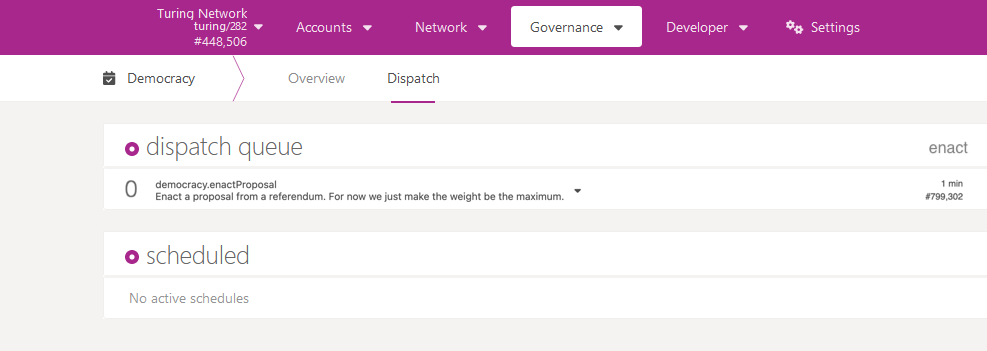 Turing Network
turing/282
#448,506
Accounts
Network
Governance
Developer
Settings
Democracy
Overview
Dispatch
dispatch queue
enact
0
democracy.enactProposal
Enact a proposal from a referendum. For now we just make the weight be the maximum.
1 min
#799,302
scheduled
No active schedules